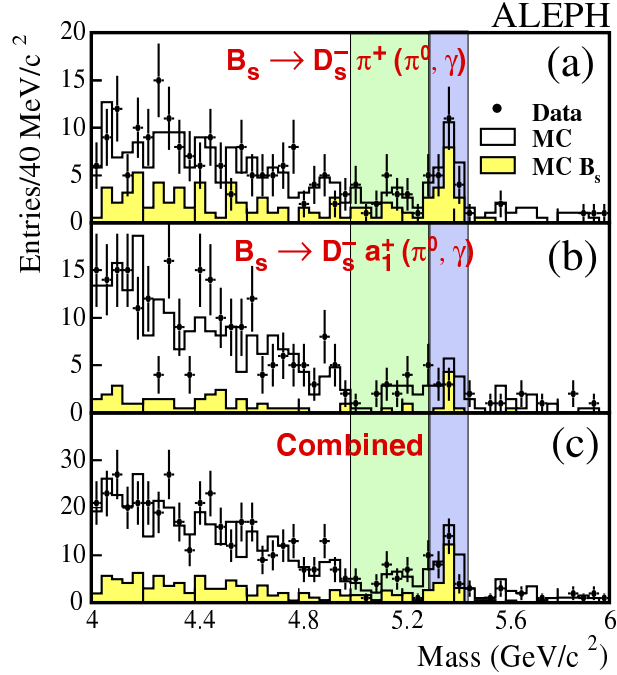 ALEPH
Entries/40 MeV/c²
20
15
10
5
0
Bₛ → Dₛ⁻ π⁺ (π⁰, γ)
(a)
Data
MC
MC Bₛ
15
10
5
0
Bₛ → Dₛ⁻ a₁⁺ (π⁰, γ)
(b)
30
20
10
0
Combined
(c)
4 4.4 4.8 5.2 5.6 6
Mass (GeV/c²)